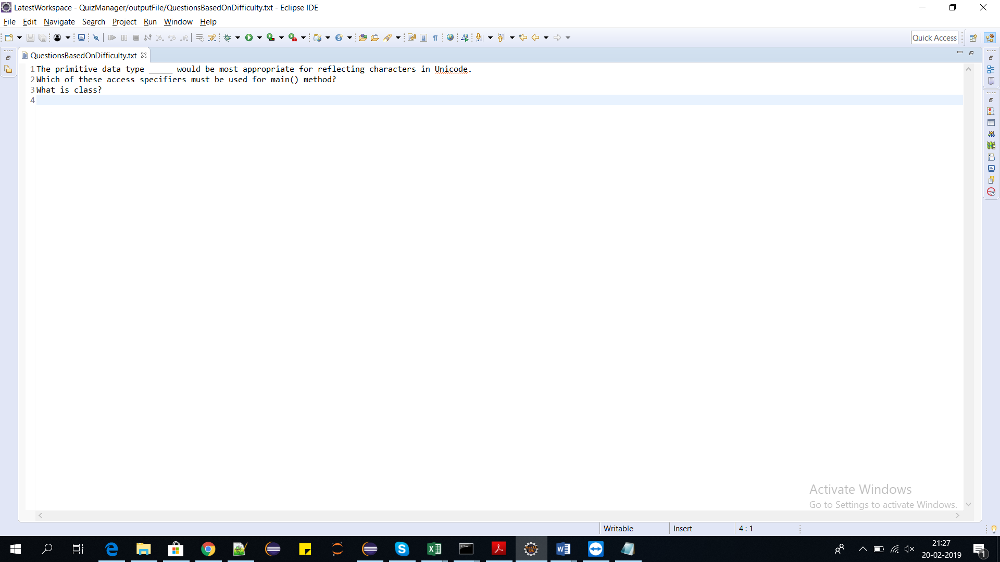 LatestWorkspace - QuizManager/outputFile/QuestionsBasedOnDifficulty.txt - Eclipse IDE
File Edit Navigate Search Project Run Window Help
Quick Access
QuestionsBasedOnDifficulty.txt
1 The primitive data type _____ would be most appropriate for reflecting characters in Unicode.
2 Which of these access specifiers must be used for main() method?
3 What is class?
4
Activate Windows
Go to Settings to activate Windows.
Writable Insert 4 : 1
21:27
20-02-2019
1